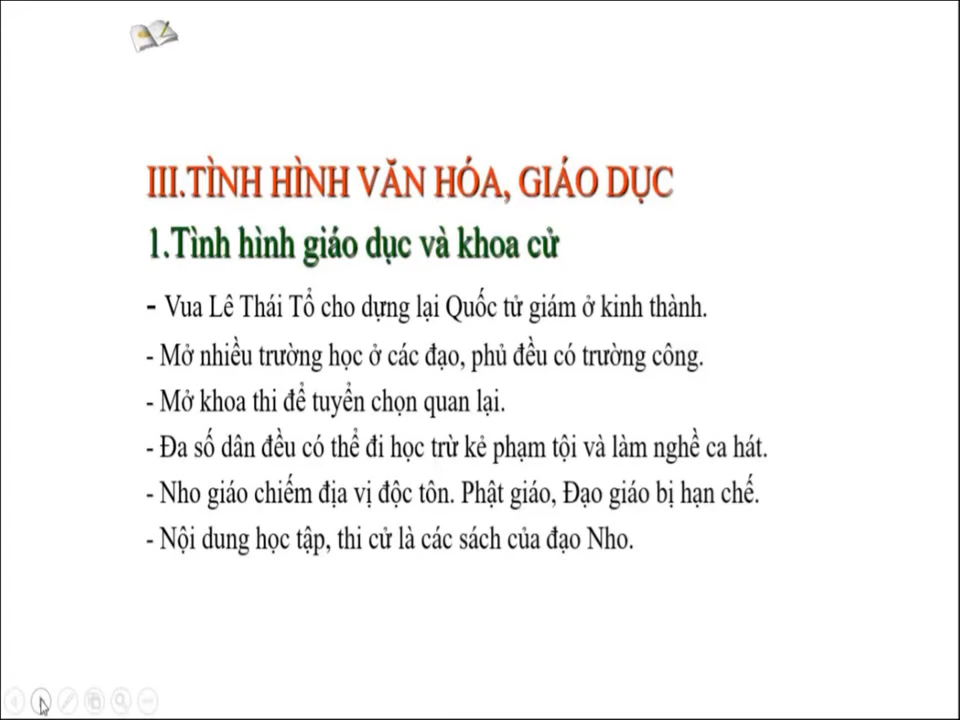 III.TÌNH HÌNH VĂN HÓA, GIÁO DỤC
1.Tình hình giáo dục và khoa cử
- Vua Lê Thái Tổ cho dựng lại Quốc tử giám ở kinh thành.
- Mở nhiều trường học ở các đạo, phủ đều có trường công.
- Mở khoa thi để tuyển chọn quan lại.
- Đa số dân đều có thể đi học trừ kẻ phạm tội và làm nghề ca hát.
- Nho giáo chiếm địa vị độc tôn. Phật giáo, Đạo giáo bị hạn chế.
- Nội dung học tập, thi cử là các sách của đạo Nho.